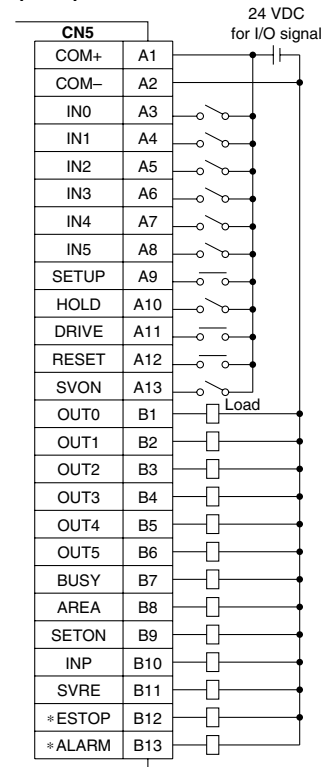 24 VDC
for I/O signal
CN5
COM+ A1
COM– A2
IN0 A3
IN1 A4
IN2 A5
IN3 A6
IN4 A7
IN5 A8
SETUP A9
HOLD A10
DRIVE A11
RESET A12
SVON A13
Load
OUT0 B1
OUT1 B2
OUT2 B3
OUT3 B4
OUT4 B5
OUT5 B6
BUSY B7
AREA B8
SETON B9
INP B10
SVRE B11
∗ESTOP B12
∗ALARM B13